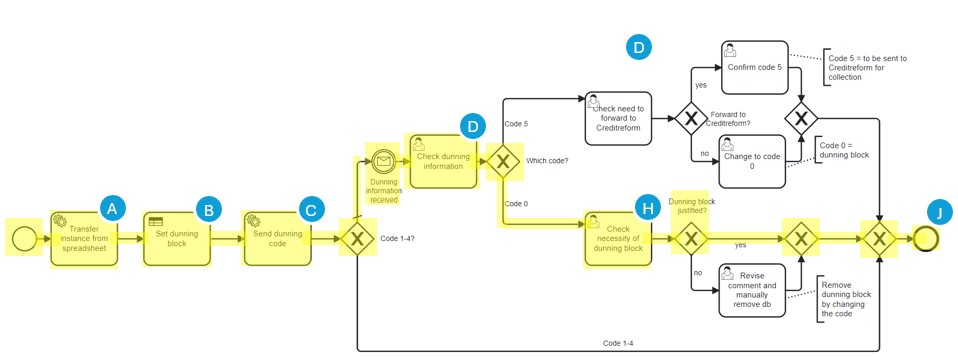 A
Transfer
instance from
spreadsheet
B
Set dunning
block
C
Send dunning
code
Code 1-4?
Dunning
information
received
D
Check dunning
information
Which code?
Code 5
Code 0
D
Check need to
forward to
Creditreform
Forward to
Creditreform?
yes
no
Confirm code 5
Code 5 = to be sent to
Creditreform for
collection
Change to code
0
Code 0 =
dunning block
H
Check
necessity of
dunning block
Dunning block
justified?
yes
no
Revise
comment and
manually
remove db
Remove
dunning block
by changing
the code
J
Code 1-4